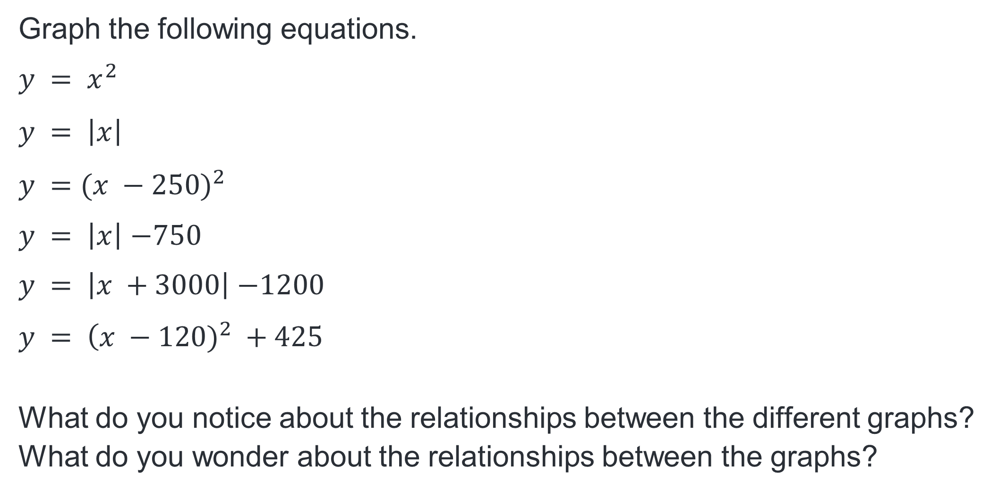 Graph the following equations.
y = x²
y = |x|
y = (x − 250)²
y = |x| −750
y = |x + 3000| −1200
y = (x − 120)² + 425
What do you notice about the relationships between the different graphs?
What do you wonder about the relationships between the graphs?